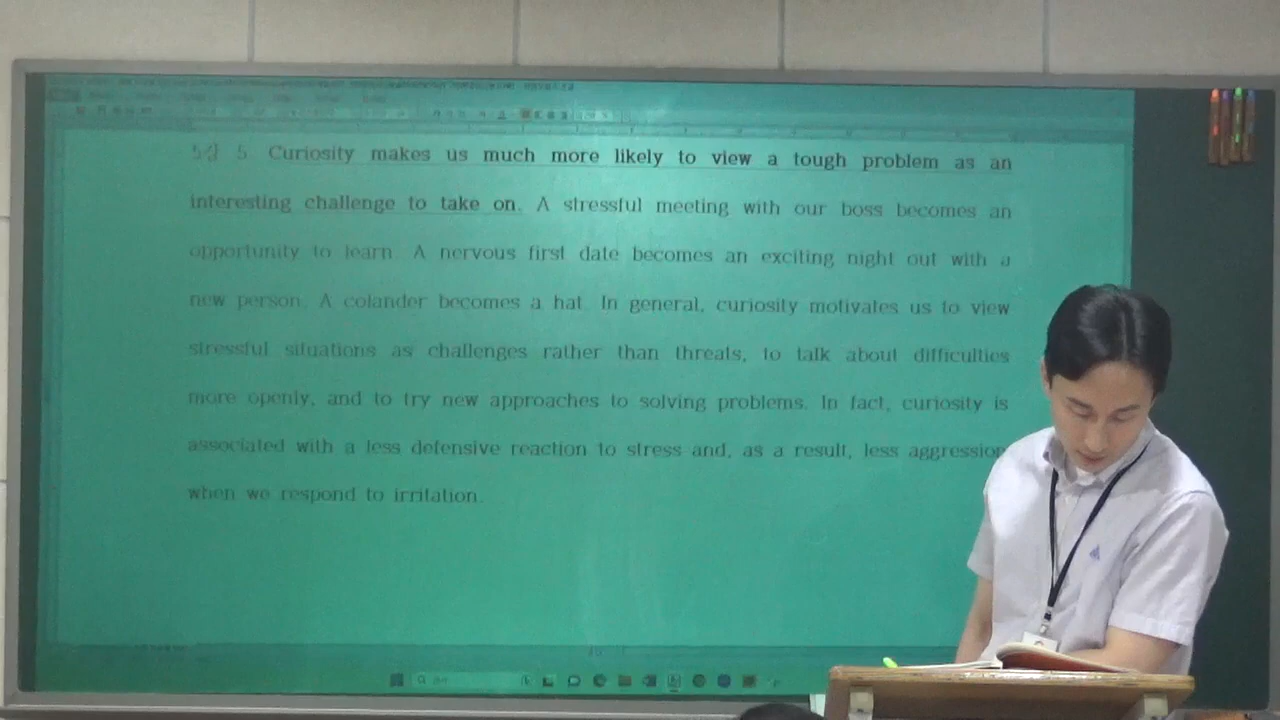 5강 5. Curiosity makes us much more likely to view a tough problem as an
interesting challenge to take on. A stressful meeting with our boss becomes an
opportunity to learn. A nervous first date becomes an exciting night out with a
new person. A colander becomes a hat. In general, curiosity motivates us to view
stressful situations as challenges rather than threats, to talk about difficulties
more openly, and to try new approaches to solving problems. In fact, curiosity is
associated with a less defensive reaction to stress and, as a result, less aggression
when we respond to irritation.